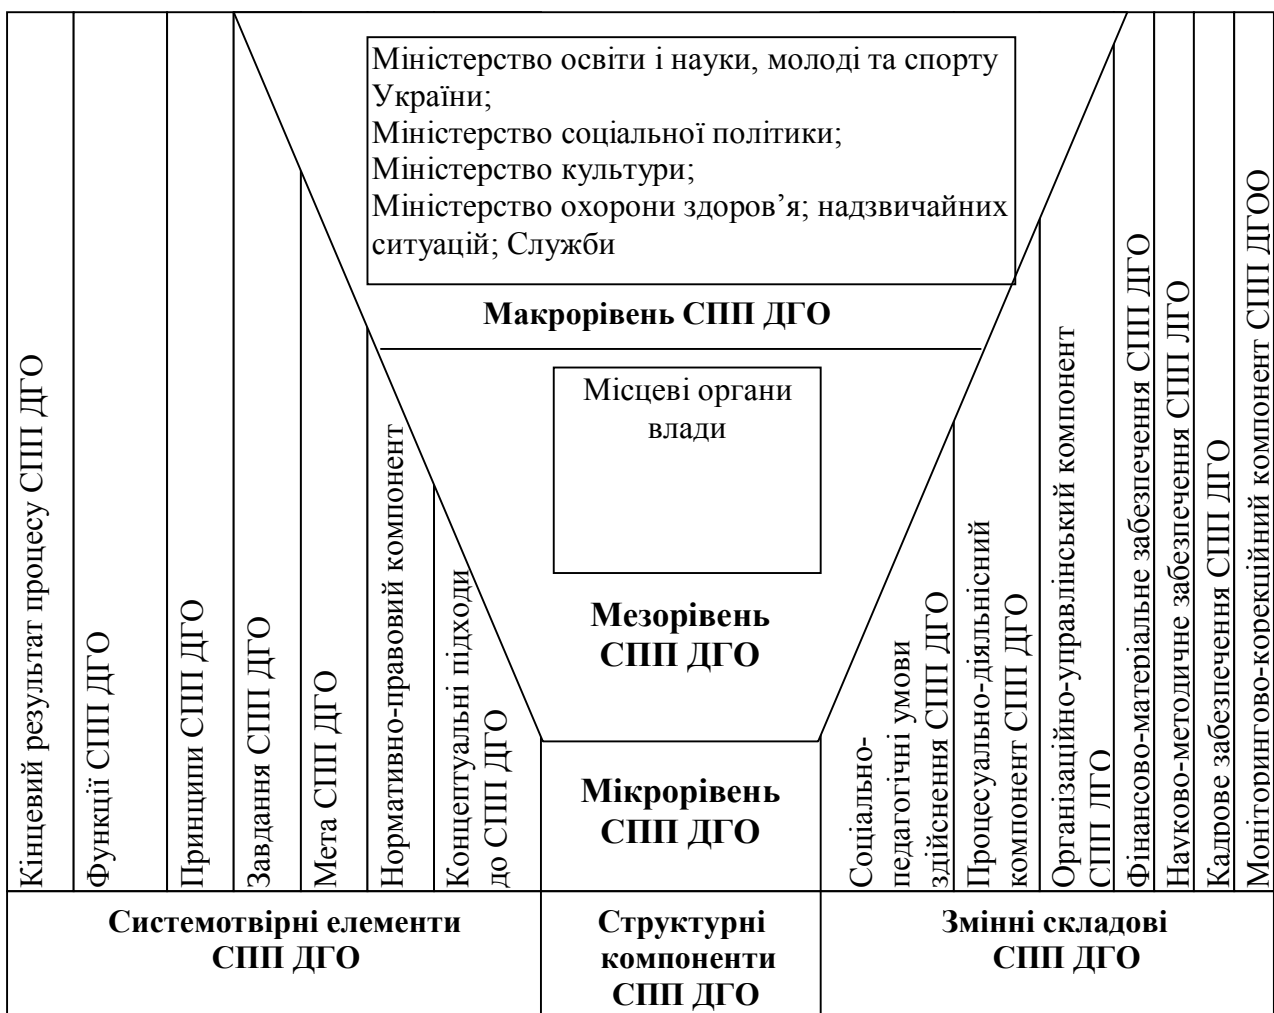 Міністерство освіти і науки, молоді та спорту
України;
Міністерство соціальної політики;
Міністерство культури;
Міністерство охорони здоров’я; надзвичайних
ситуацій; Служби
Макрорівень СПП ДГО
Місцеві органи
влади
Мезорівень
СПП ДГО
Мікрорівень
СПП ДГО
Кінцевий результат процесу СПП ДГО
Функції СПП ДГО
Принципи СПП ДГО
Завдання СПП ДГО
Мета СПП ДГО
Нормативно-правовий компонент
Концептуальні підходи
до СПП ДГО
Соціально-
педагогічні умови
здійснення СПП ДГО
Процесуально-діяльнісний
компонент СПП ДГО
Організаційно-управлінський компонент
СПП ЛГО
Фінансово-матеріальне забезпечення СПП ДГО
Науково-методичне забезпечення СПП ЛГО
Кадрове забезпечення СПП ДГО
Моніторингово-корекційний компонент СПП ДГОО
Системотвірні елементи
СПП ДГО
Структурні
компоненти
СПП ДГО
Змінні складові
СПП ДГО